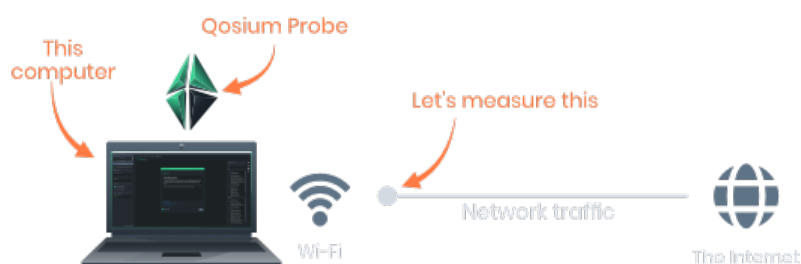 Qosium Probe
This
computer
Let's measure this
Network traffic
Wi-Fi
The Internet